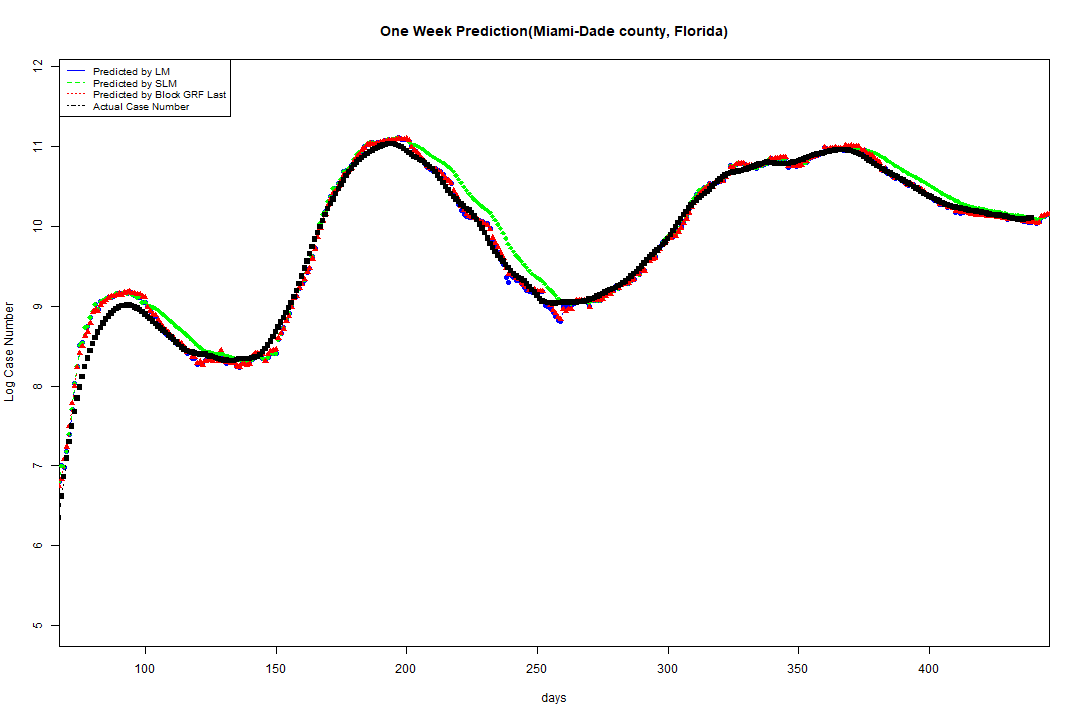 One Week Prediction(Miami-Dade county, Florida)
Predicted by LM
Predicted by SLM
Predicted by Block GRF Last
Actual Case Number
12
11
10
9
8
7
6
5
Log Case Number
100 150 200 250 300 350 400
days